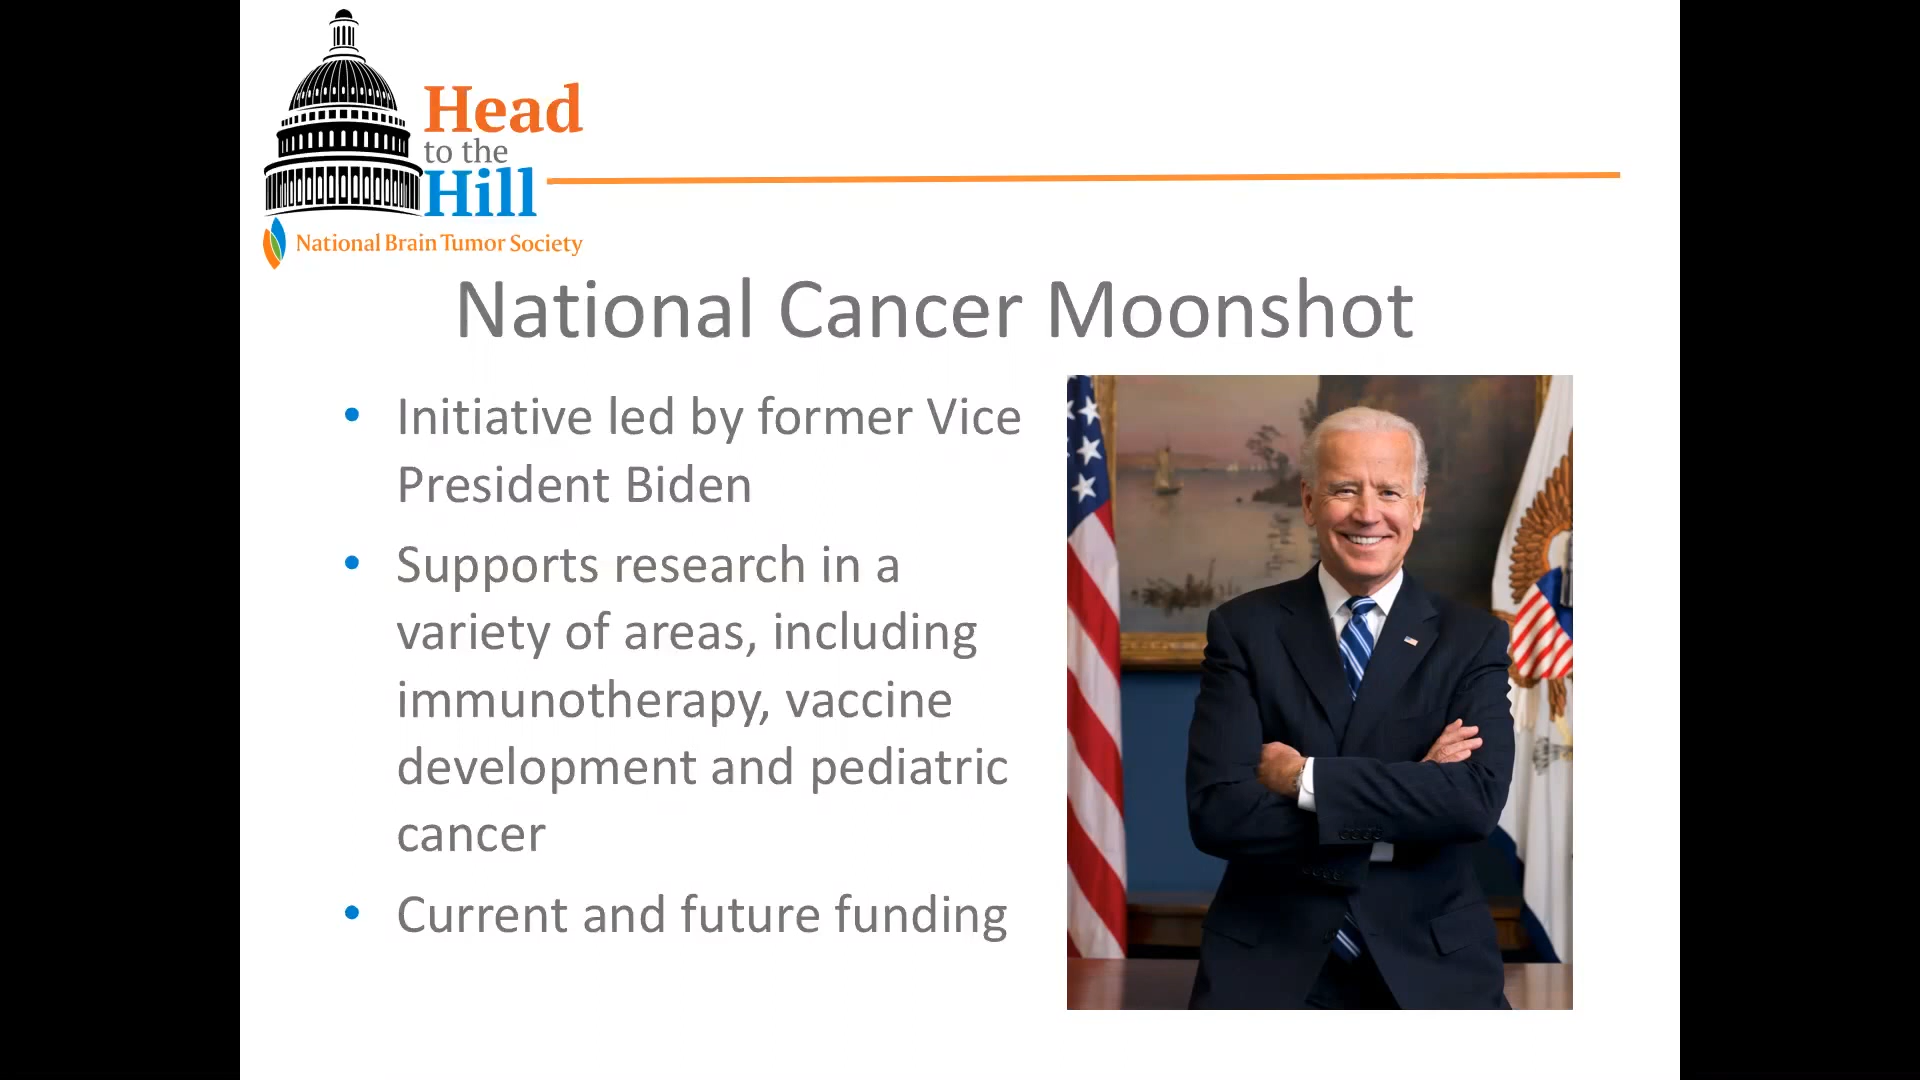 Head
to the
Hill
National Brain Tumor Society
National Cancer Moonshot
• Initiative led by former Vice
President Biden
• Supports research in a
variety of areas, including
immunotherapy, vaccine
development and pediatric
cancer
• Current and future funding